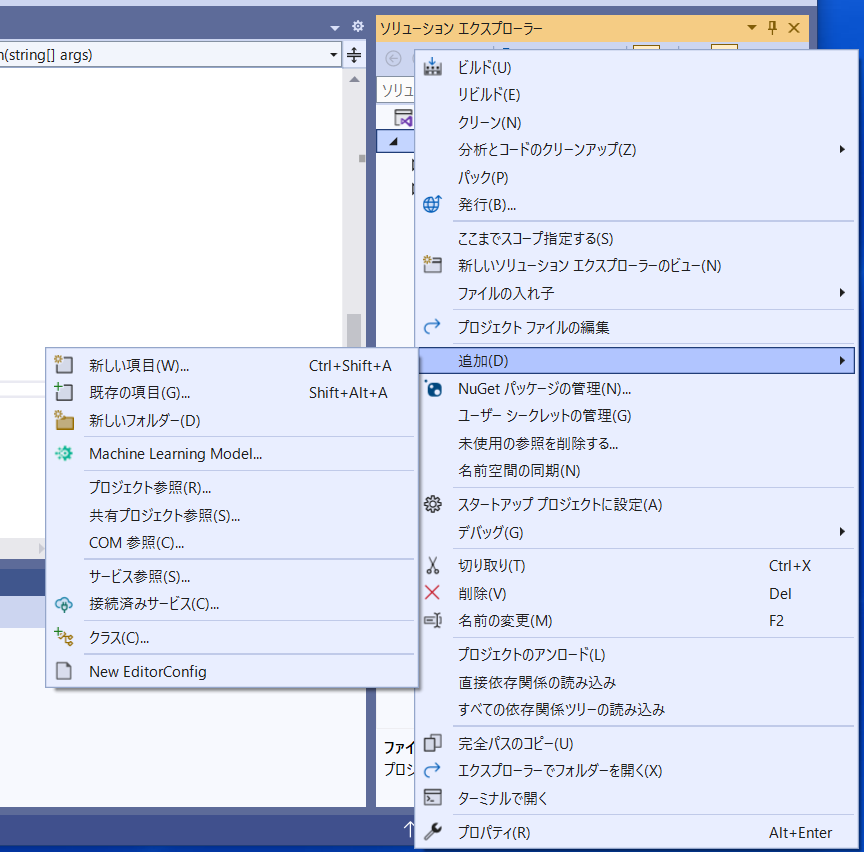 ソリューション エクスプローラー
n(string[] args)
ソリュ
ビルド(U)
リビルド(E)
クリーン(N)
分析とコードのクリーンアップ(Z)
パック(P)
発行(B)...
ここまでスコープ指定する(S)
新しいソリューション エクスプローラーのビュー(N)
ファイルの入れ子
プロジェクト ファイルの編集
追加(D)
NuGet パッケージの管理(N)...
ユーザー シークレットの管理(G)
未使用の参照を削除する...
名前空間の同期(N)
スタートアップ プロジェクトに設定(A)
デバッグ(G)
切り取り(T) Ctrl+X
削除(V) Del
名前の変更(M) F2
プロジェクトのアンロード(L)
直接依存関係の読み込み
すべての依存関係ツリーの読み込み
完全パスのコピー(U)
エクスプローラーでフォルダーを開く(X)
ターミナルで開く
プロパティ(R) Alt+Enter
新しい項目(W)... Ctrl+Shift+A
既存の項目(G)... Shift+Alt+A
新しいフォルダー(D)
Machine Learning Model...
プロジェクト参照(R)...
共有プロジェクト参照(S)...
COM 参照(C)...
サービス参照(S)...
接続済みサービス(C)...
クラス(C)...
New EditorConfig
ファイ
プロジ